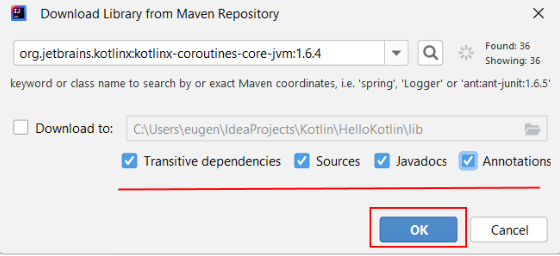 Download Library from Maven Repository
org.jetbrains.kotlinx:kotlinx-coroutines-core-jvm:1.6.4
Found: 36
Showing: 36
keyword or class name to search by or exact Maven coordinates, i.e. 'spring', 'Logger' or 'ant:ant-junit:1.6.5'
Download to: C:\Users\eugen\IdeaProjects\Kotlin\HelloKotlin\lib
Transitive dependencies Sources Javadocs Annotations
OK Cancel